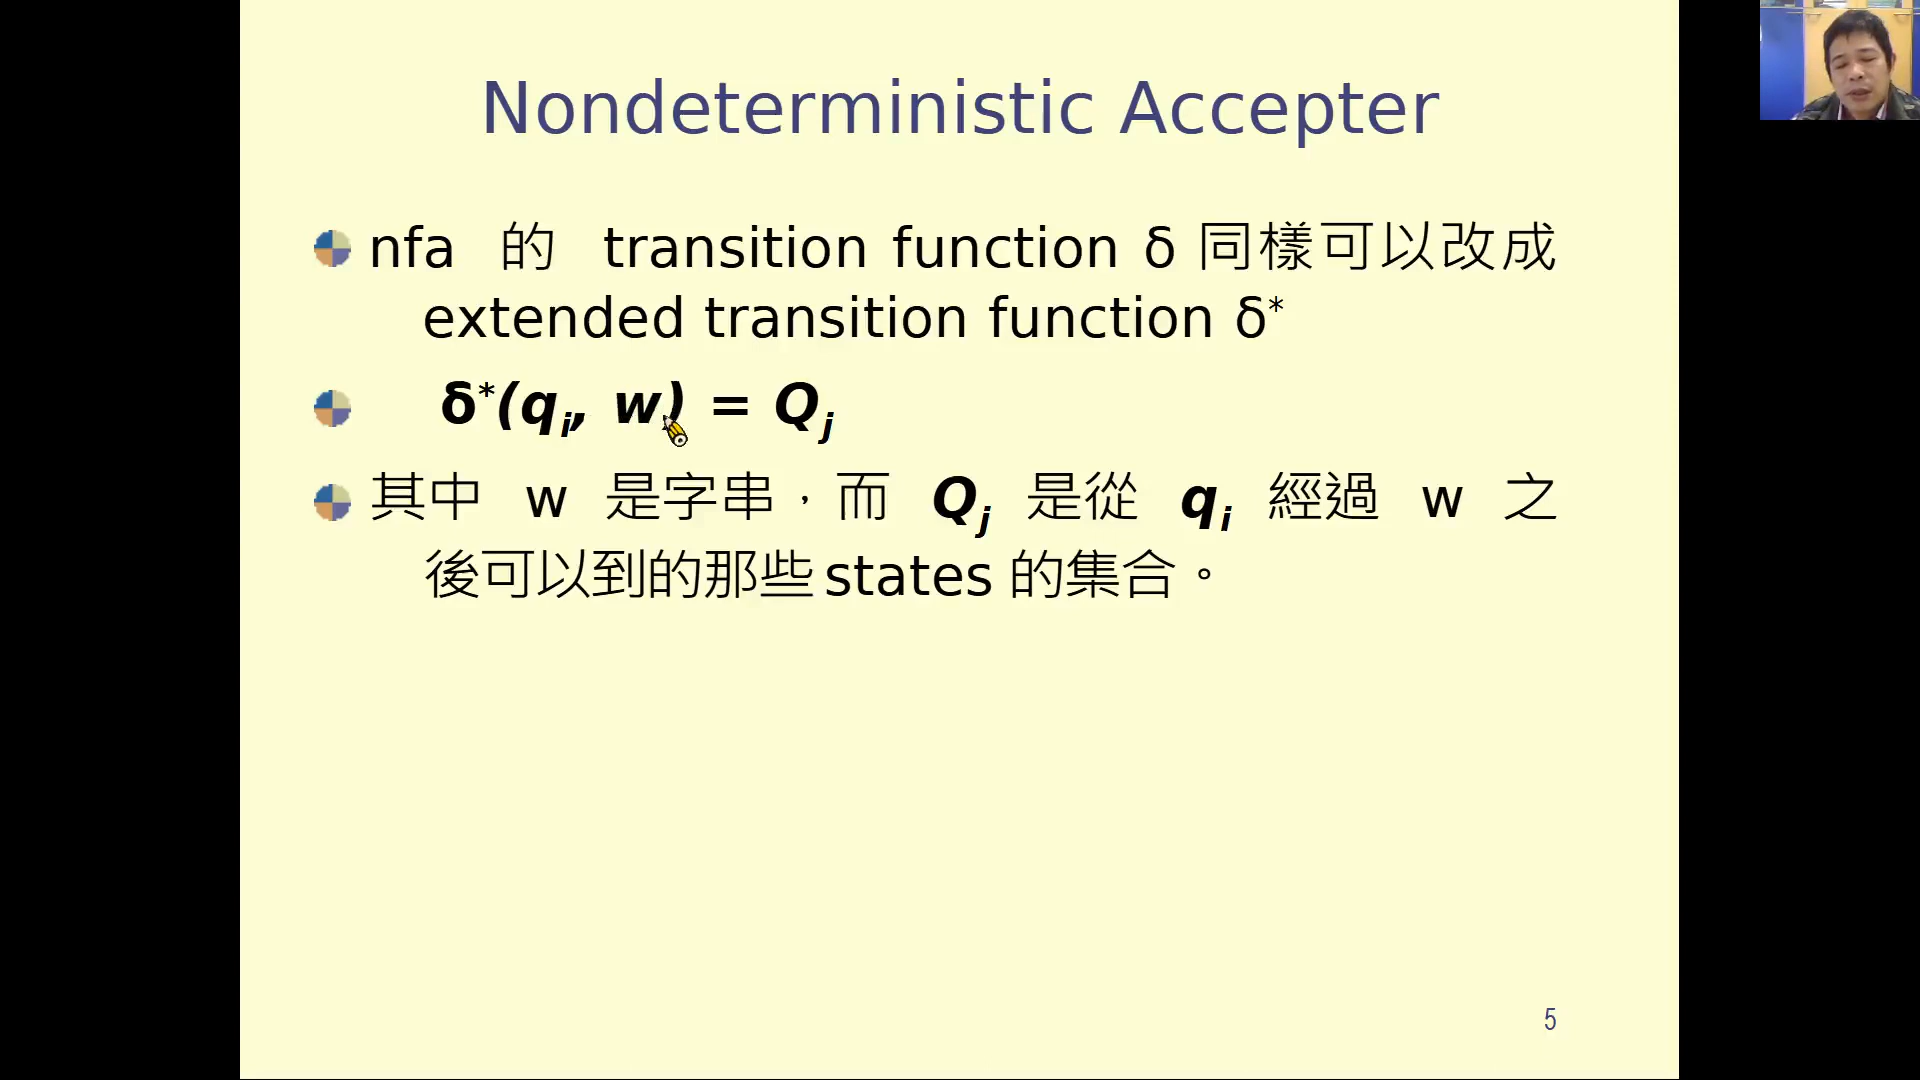 Nondeterministic Accepter
nfa 的 transition function δ 同樣可以改成
extended transition function δ*
δ*(qi, w) = Qj
其中 w 是字串，而 Qj 是從 qi 經過 w 之
後可以到的那些 states 的集合。
5